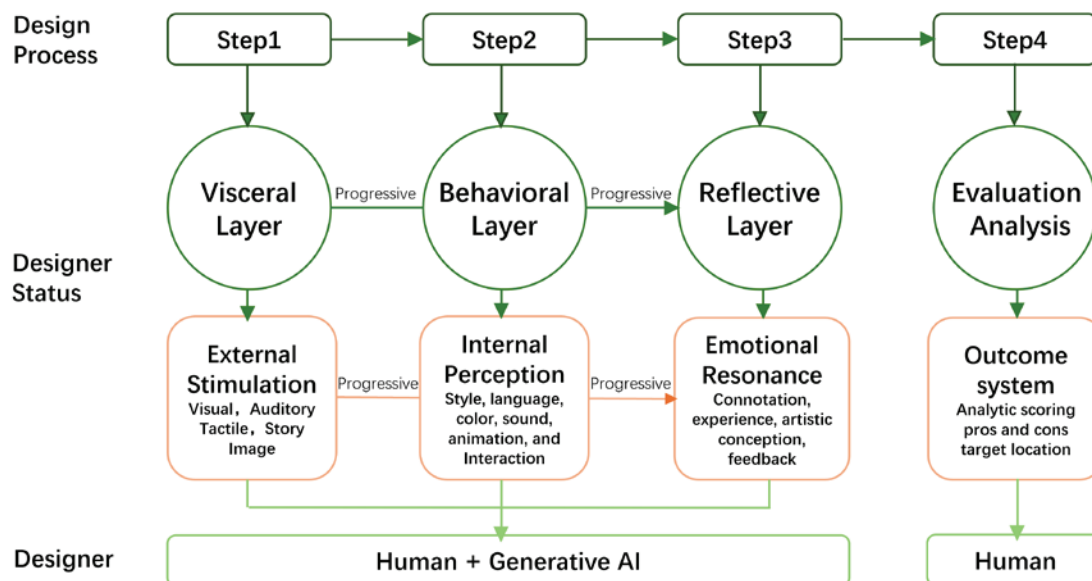 Design
Process
Step1
Step2
Step3
Step4
Designer
Status
Visceral
Layer
Progressive
Behavioral
Layer
Progressive
Reflective
Layer
Evaluation
Analysis
External
Stimulation
Visual，Auditory
Tactile，Story
Image
Progressive
Internal
Perception
Style, language,
color, sound,
animation, and
Interaction
Progressive
Emotional
Resonance
Connotation,
experience, artistic
conception,
feedback
Outcome
system
Analytic scoring
pros and cons
target location
Designer
Human + Generative AI
Human